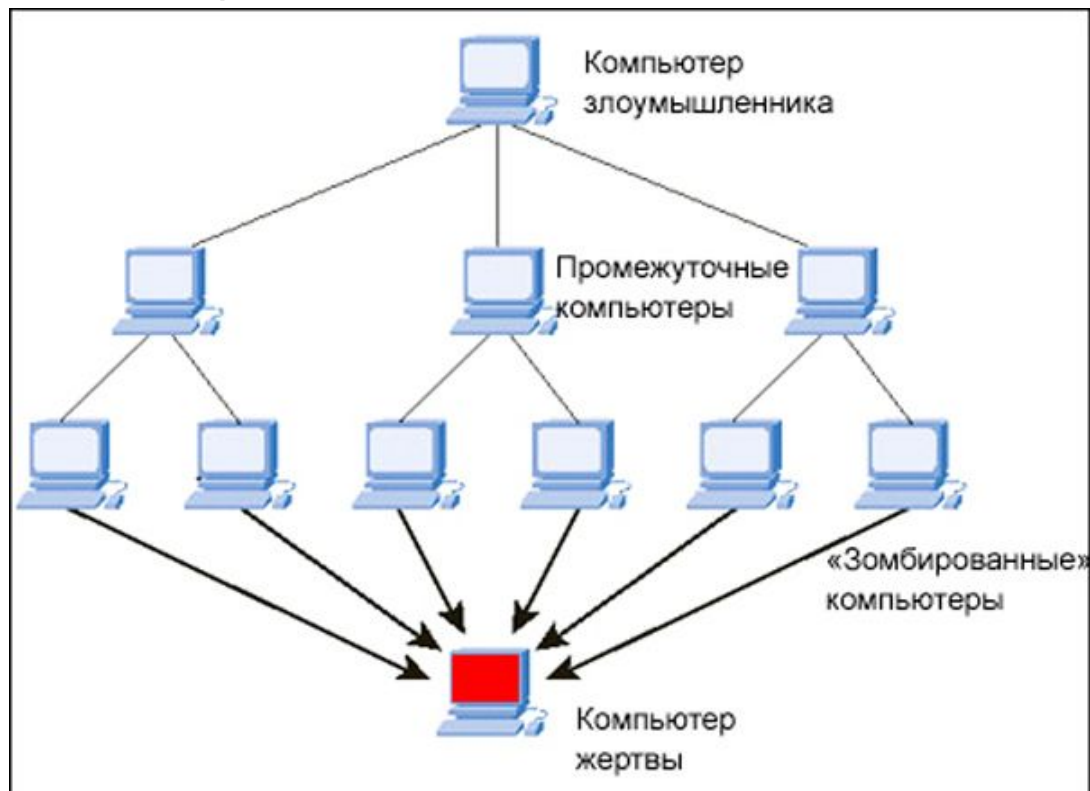 Компьютер
злоумышленника
Промежуточные
компьютеры
«Зомбированные»
компьютеры
Компьютер
жертвы